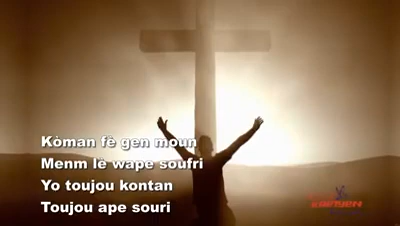 Kòman fè gen moun
Menm lè wape soufri
Yo toujou kontan
Toujou ape souri